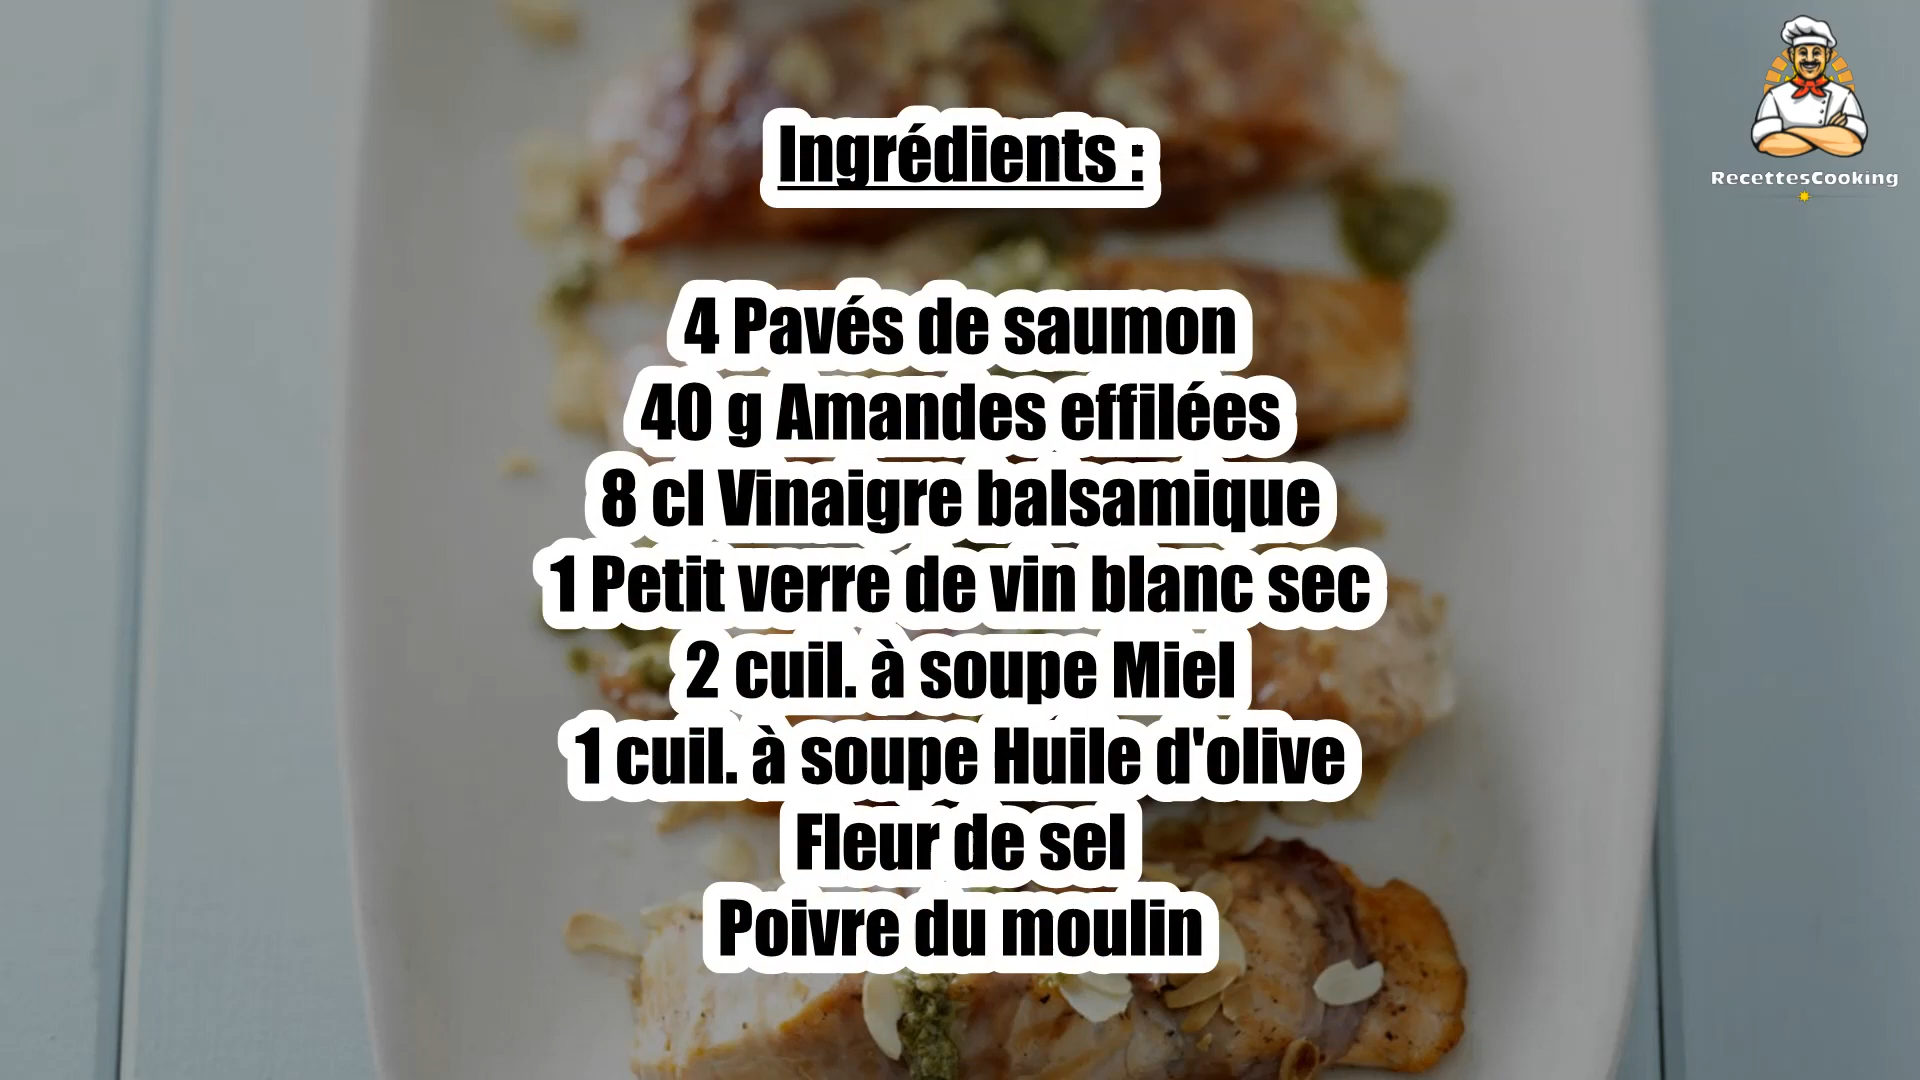 Ingrédients :
4 Pavés de saumon
40 g Amandes effilées
8 cl Vinaigre balsamique
1 Petit verre de vin blanc sec
2 cuil. à soupe Miel
1 cuil. à soupe Huile d'olive
Fleur de sel
Poivre du moulin
RecettesCooking